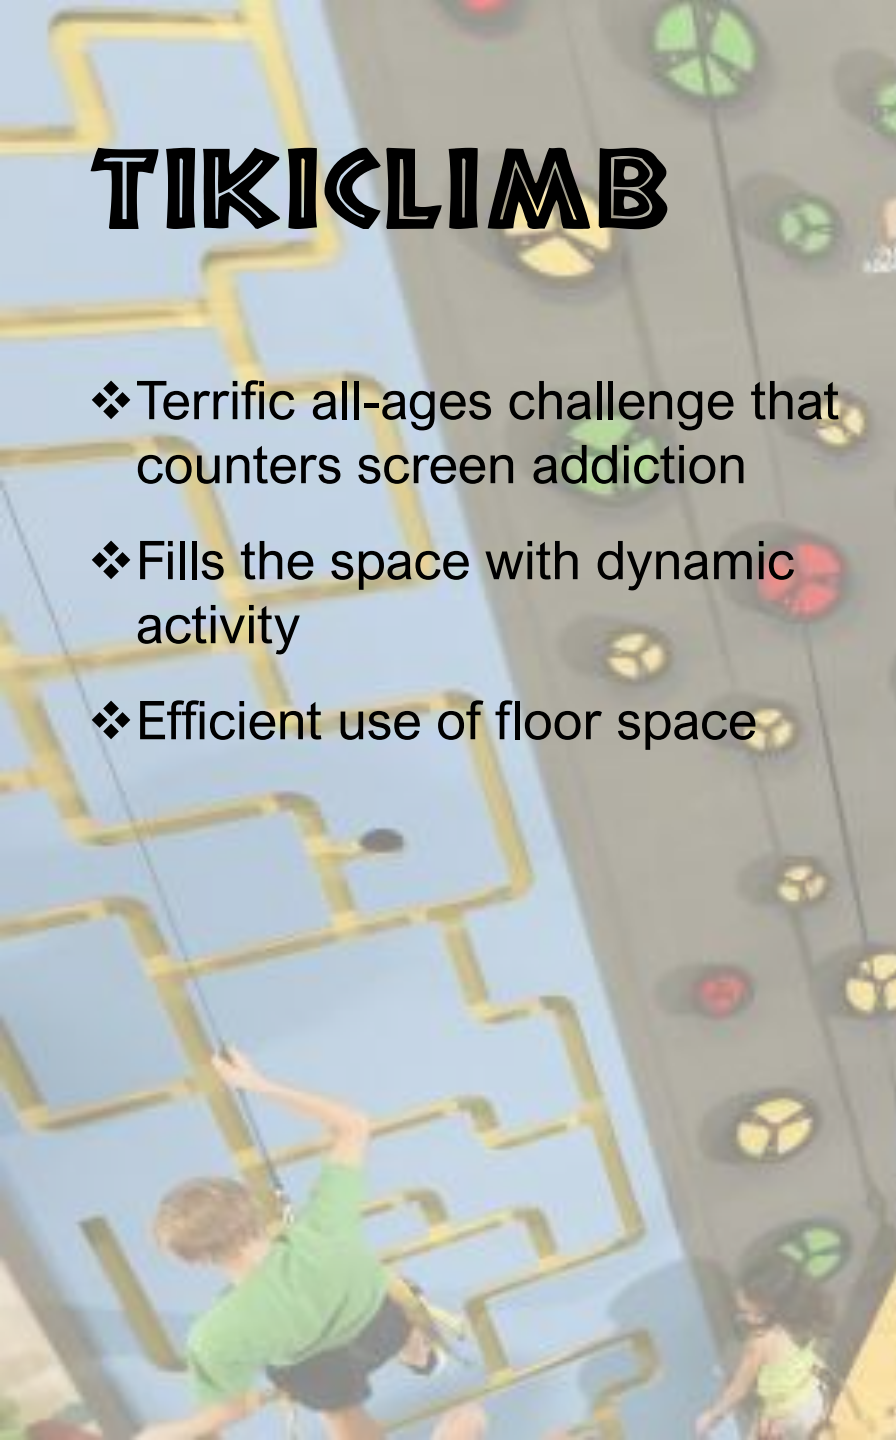 TIKICLIMB
❖Terrific all-ages challenge that
counters screen addiction
❖Fills the space with dynamic
activity
❖Efficient use of floor space